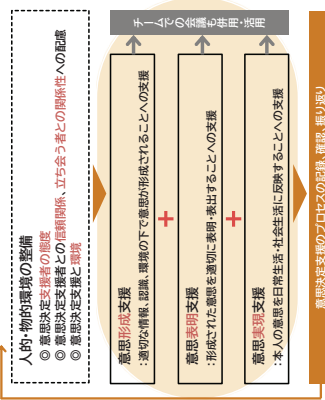 人的・物的環境の整備
◎ 意思決定支援者の態度
◎ 意思決定支援者との信頼関係、立ち会う者との関係性への配慮
◎ 意思決定支援と環境
意思形成支援
：適切な情報、認識、環境の下で意思が形成されることへの支援
+
意思表明支援
：形成された意思を適切に表明・表出することへの支援
+
意思実現支援
：本人の意思を日常生活・社会生活に反映することへの支援
チームでの会議も併用・活用
意思決定支援のプロセスの記録、確認、振り返り